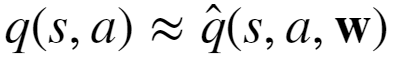 q(s, a) ≈ q̂(s, a, w)